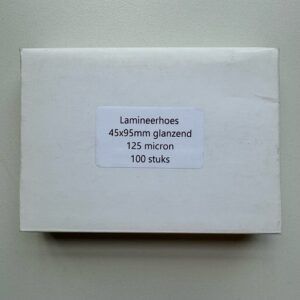 Lamineerhoes
45x95mm glanzend
125 micron
100 stuks